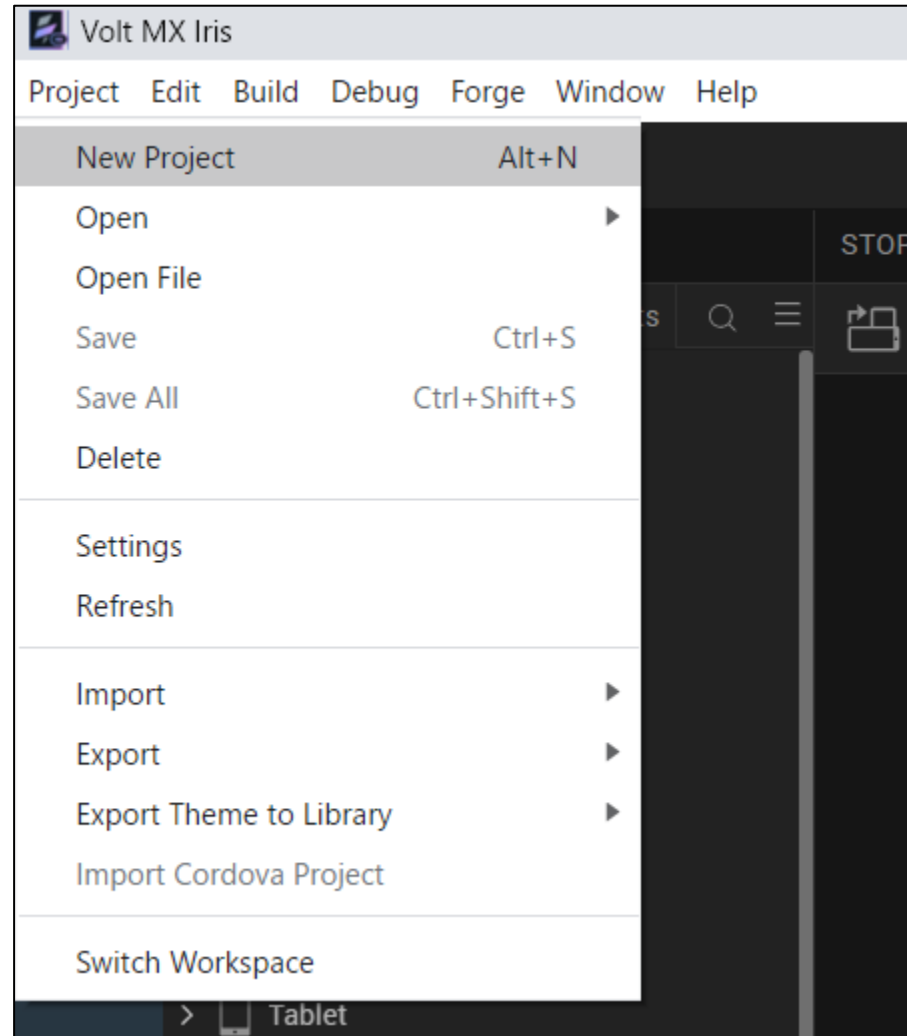 Volt MX Iris
Project Edit Build Debug Forge Window Help
New Project Alt+N
Open
Open File
Save Ctrl+S
Save All Ctrl+Shift+S
Delete
Settings
Refresh
Import
Export
Export Theme to Library
Import Cordova Project
Switch Workspace
Tablet